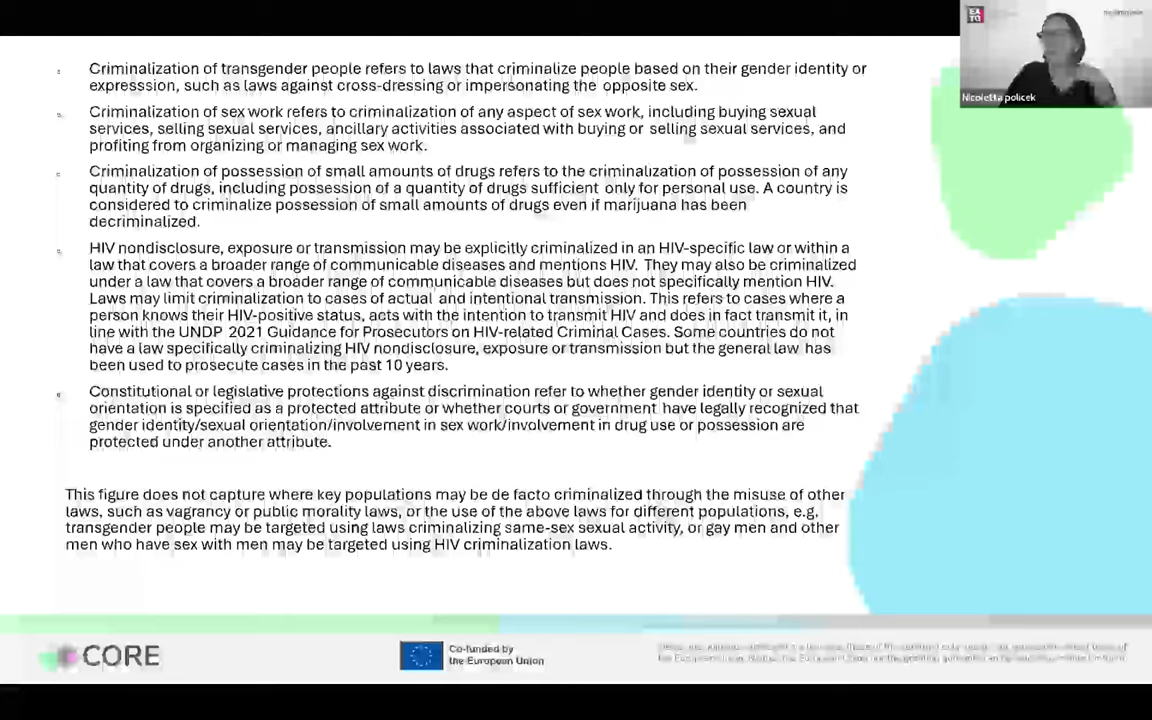 EX
TO
Nicoletta policek
Criminalization of transgender people refers to laws that criminalize people based on their gender identity or
expresssion, such as laws against cross-dressing or impersonating the opposite sex.
Criminalization of sex work refers to criminalization of any aspect of sex work, including buying sexual
services, selling sexual services, ancillary activities associated with buying or selling sexual services, and
profiting from organizing or managing sex work.
Criminalization of possession of small amounts of drugs refers to the criminalization of possession of any
quantity of drugs, including possession of a quantity of drugs sufficient only for personal use. A country is
considered to criminalize possession of small amounts of drugs even if marijuana has been
decriminalized.
HIV nondisclosure, exposure or transmission may be explicitly criminalized in an HIV-specific law or within a
law that covers a broader range of communicable diseases and mentions HIV. They may also be criminalized
under a law that covers a broader range of communicable diseases but does not specifically mention HIV.
Laws may limit criminalization to cases of actual and intentional transmission. This refers to cases where a
person knows their HIV-positive status, acts with the intention to transmit HIV and does in fact transmit it, in
line with the UNDP 2021 Guidance for Prosecutors on HIV-related Criminal Cases. Some countries do not
have a law specifically criminalizing HIV nondisclosure, exposure or transmission but the general law has
been used to prosecute cases in the past 10 years.
Constitutional or legislative protections against discrimination refer to whether gender identity or sexual
orientation is specified as a protected attribute or whether courts or government have legally recognized that
gender identity/sexual orientation/involvement in sex work/involvement in drug use or possession are
protected under another attribute.
This figure does not capture where key populations may be de facto criminalized through the misuse of other
laws, such as vagrancy or public morality laws, or the use of the above laws for different populations, e.g.
transgender people may be targeted using laws criminalizing same-sex sexual activity, or gay men and other
men who have sex with men may be targeted using HIV criminalization laws.
CORE
Co-funded by
the European Union